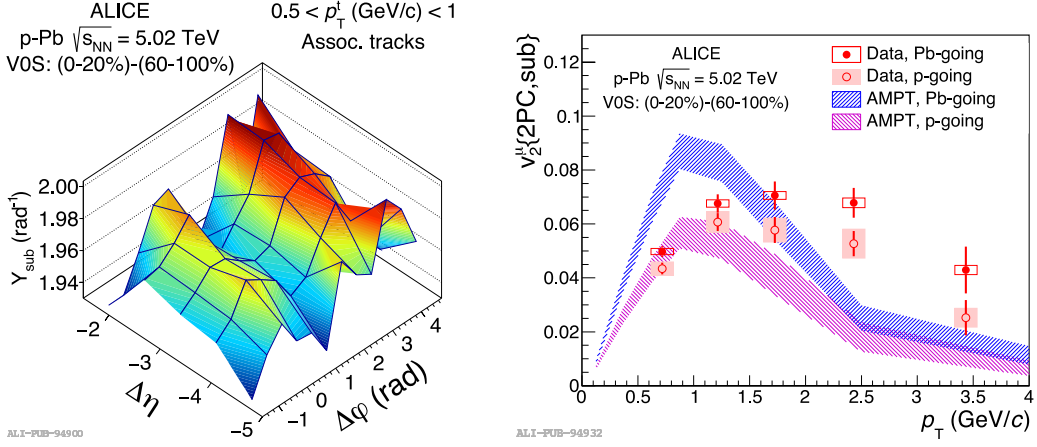 ALICE
p-Pb √sNN = 5.02 TeV
V0S: (0-20%)-(60-100%)
0.5 < p_T^t (GeV/c) < 1
Assoc. tracks
Y_sub (rad⁻¹)
2.00
1.98
1.96
1.94
−2
−3
−4
−5
Δη
−1
0
1
2
3
4
Δφ (rad)
ALI-PUB-94900
v_2^μ{2PC,sub}
0.12
0.1
0.08
0.06
0.04
0.02
0
ALICE
p-Pb √sNN = 5.02 TeV
V0S: (0-20%)-(60-100%)
Data, Pb-going
Data, p-going
AMPT, Pb-going
AMPT, p-going
0 0.5 1 1.5 2 2.5 3 3.5 4
p_T (GeV/c)
ALI-PUB-94932